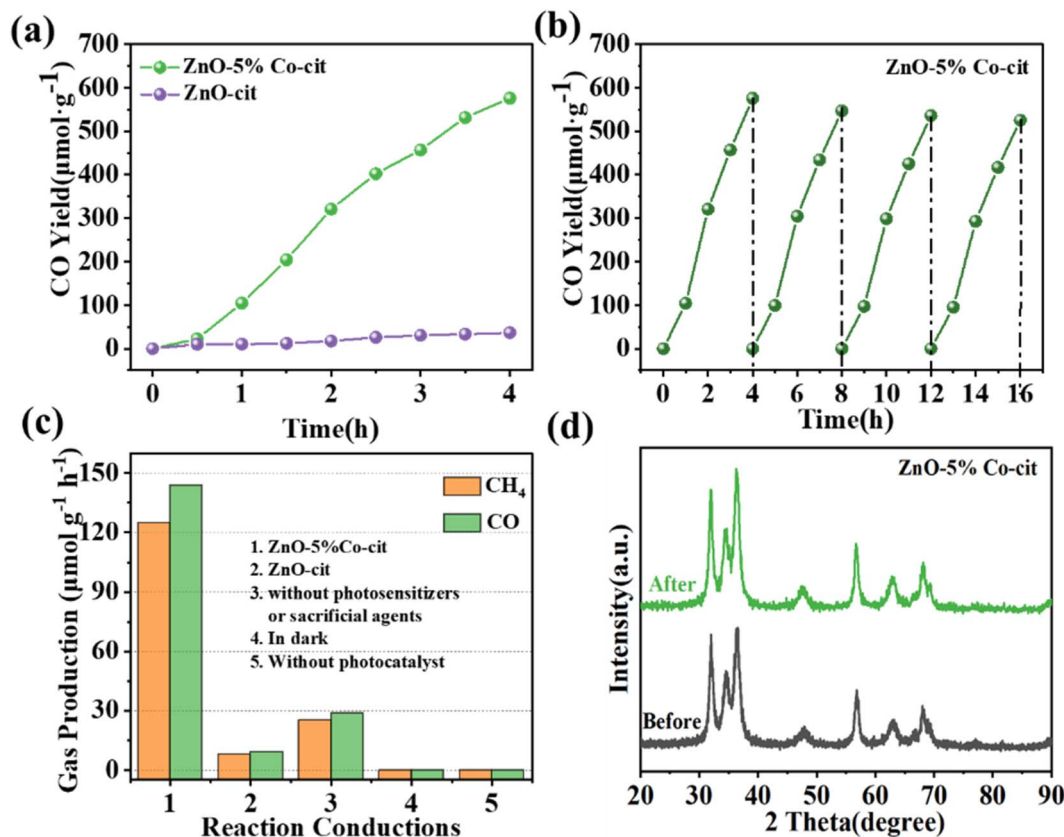 (a)
700
600
500
400
300
200
100
0
CO Yield(μmol·g⁻¹)
ZnO-5% Co-cit
ZnO-cit
0 1 2 3 4
Time(h)
(b)
700
600
500
400
300
200
100
0
CO Yield(μmol·g⁻¹)
ZnO-5% Co-cit
0 2 4 6 8 10 12 14 16
Time(h)
(c)
150
120
90
60
30
0
Gas Production (μmol g⁻¹ h⁻¹)
CH₄
CO
1. ZnO-5%Co-cit
2. ZnO-cit
3. without photosensitizers
or sacrificial agents
4. In dark
5. Without photocatalyst
1 2 3 4 5
Reaction Conductions
(d)
Intensity(a.u.)
ZnO-5% Co-cit
After
Before
20 30 40 50 60 70 80 90
2 Theta(degree)